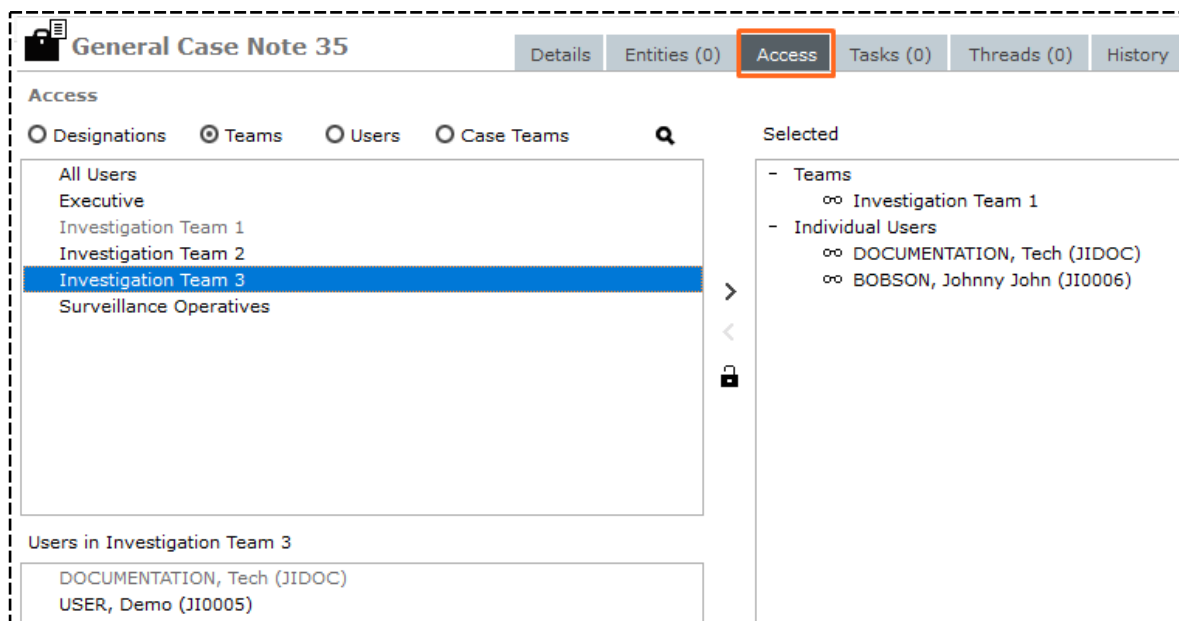 General Case Note 35
Details Entities (0) Access Tasks (0) Threads (0) History
Access
Designations Teams Users Case Teams
All Users
Executive
Investigation Team 1
Investigation Team 2
Investigation Team 3
Surveillance Operatives
Selected
- Teams
Investigation Team 1
- Individual Users
DOCUMENTATION, Tech (JIDOC)
BOBSON, Johnny John (JI0006)
Users in Investigation Team 3
DOCUMENTATION, Tech (JIDOC)
USER, Demo (JI0005)